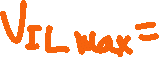 VIL max =